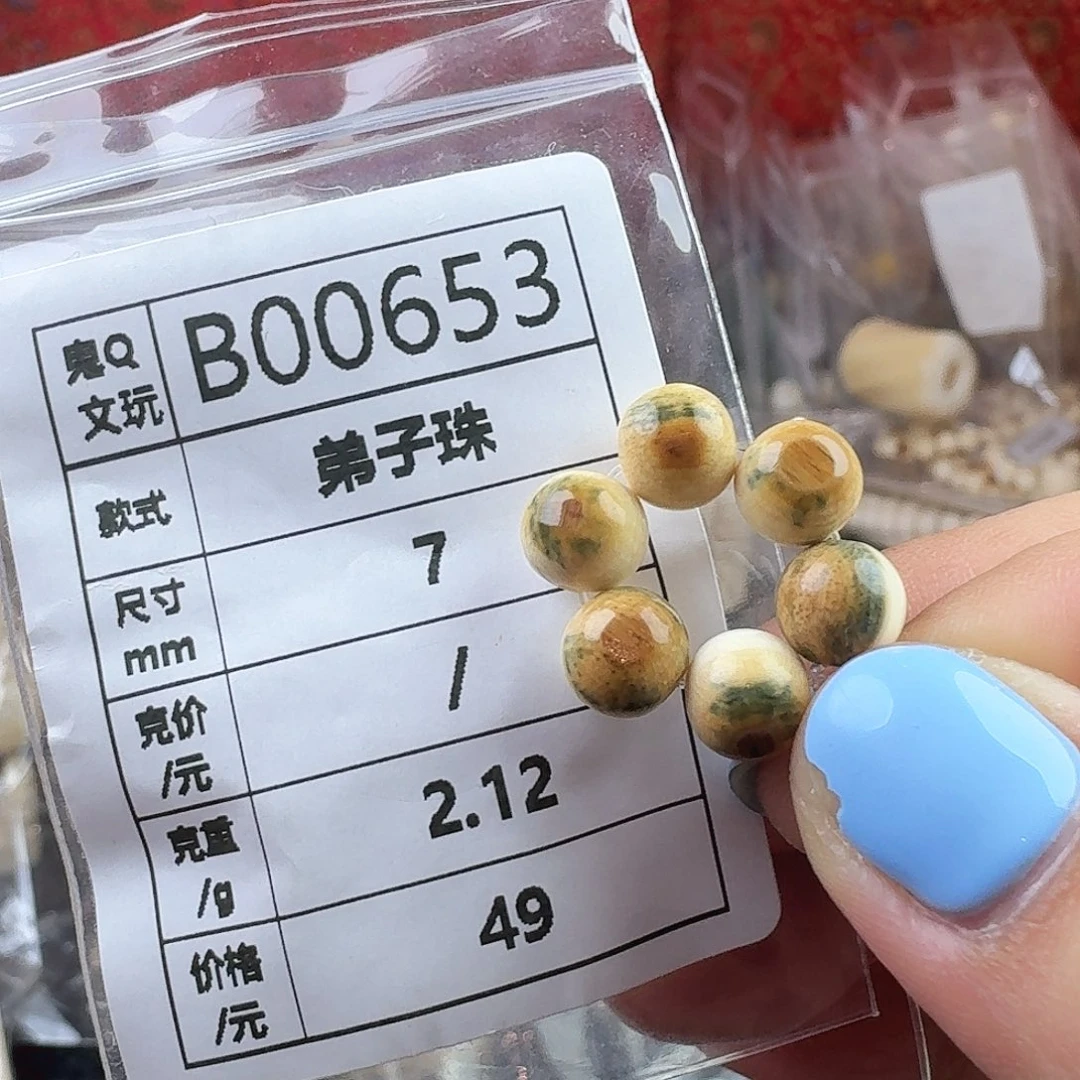 鬼Q
文玩
B00653
款式
弟子珠
尺寸
mm
7
克价
/元
/
克重
/g
2.12
价格
/元
49